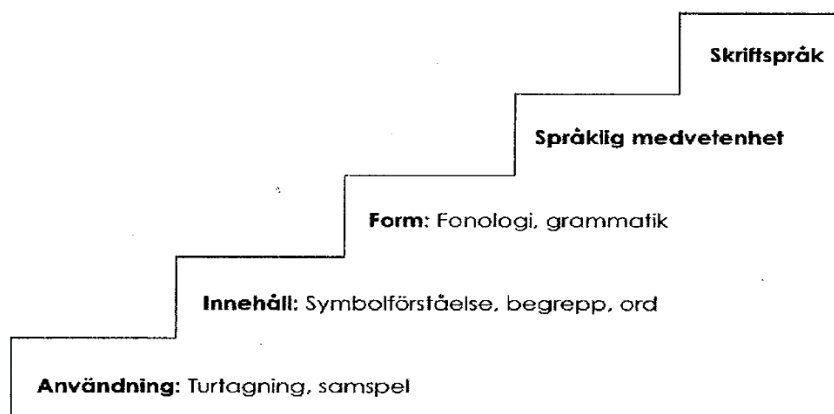 Skriftspråk
Språklig medvetenhet
Form: Fonologi, grammatik
Innehåll: Symbolförståelse, begrepp, ord
Användning: Turtagning, samspel